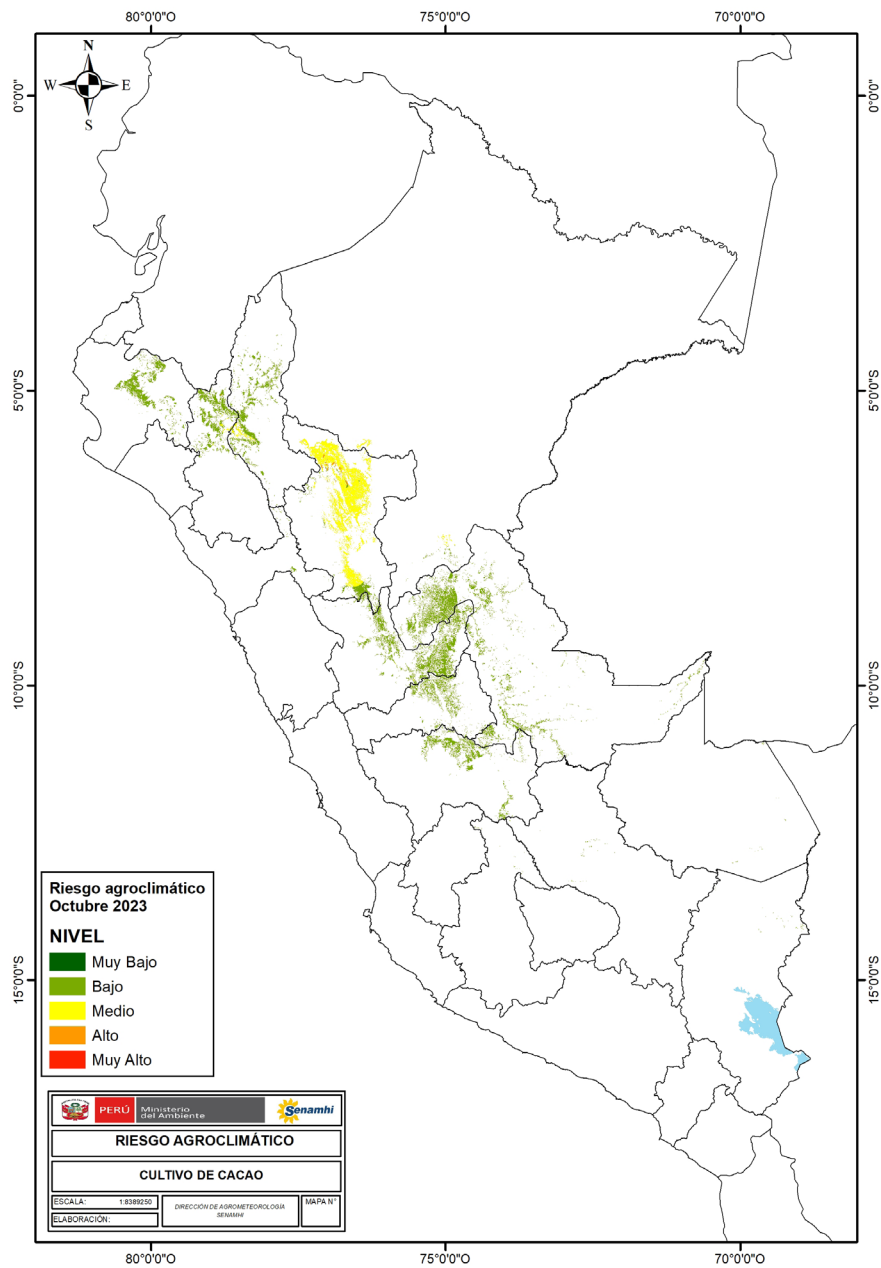 80°0'0"O 75°0'0"O 70°0'0"O
N
W E
S
0°0'0" 0°0'0"
5°0'0"S 5°0'0"S
10°0'0"S 10°0'0"S
15°0'0"S 15°0'0"S
Riesgo agroclimático
Octubre 2023
NIVEL
Muy Bajo
Bajo
Medio
Alto
Muy Alto
PERÚ Ministerio
del Ambiente
Senamhi
RIESGO AGROCLIMÁTICO
CULTIVO DE CACAO
ESCALA: 1:8389250
ELABORACIÓN:
DIRECCIÓN DE AGROMETEOROLOGÍA
SENAMHI
MAPA N°
80°0'0"O 75°0'0"O 70°0'0"O